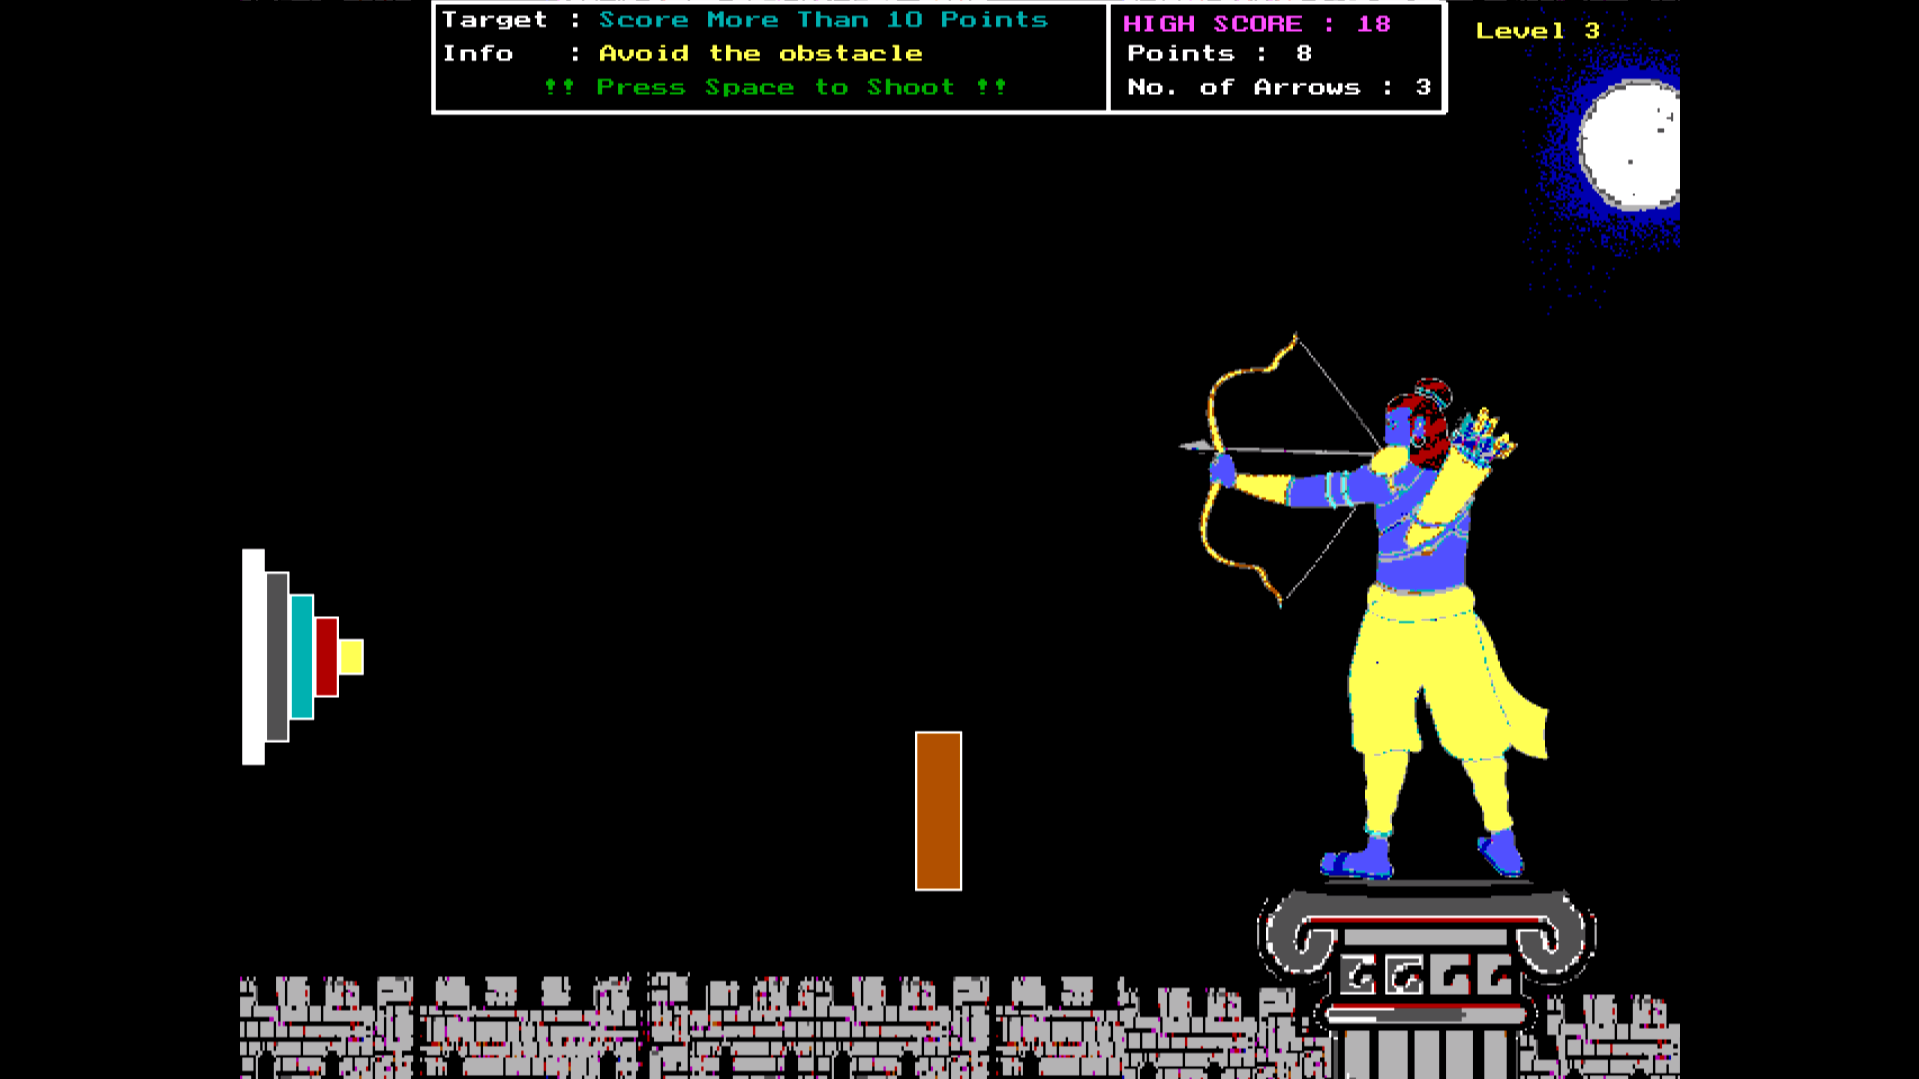 Target : Score More Than 10 Points
Info : Avoid the obstacle
!! Press Space to Shoot !!
HIGH SCORE : 18
Points : 8
No. of Arrows : 3
Level 3